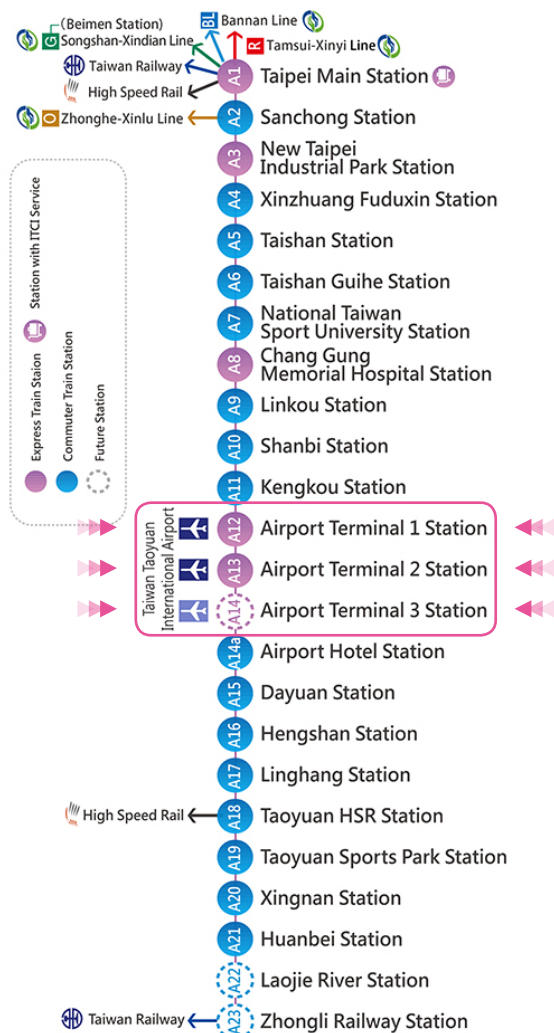 (Beimen Station)
G Songshan-Xindian Line
BL Bannan Line
R Tamsui-Xinyi Line
Taiwan Railway
High Speed Rail
A1 Taipei Main Station
O Zhonghe-Xinlu Line
A2 Sanchong Station
A3 New Taipei
Industrial Park Station
A4 Xinzhuang Fuduxin Station
A5 Taishan Station
A6 Taishan Guihe Station
A7 National Taiwan
Sport University Station
A8 Chang Gung
Memorial Hospital Station
A9 Linkou Station
A10 Shanbi Station
A11 Kengkou Station
Express Train Staion
Station with ITCI Service
Commuter Train Station
Future Station
Taiwan Taoyuan
International Airport
A12 Airport Terminal 1 Station
A13 Airport Terminal 2 Station
A14 Airport Terminal 3 Station
A14a Airport Hotel Station
A15 Dayuan Station
A16 Hengshan Station
A17 Linghang Station
High Speed Rail
A18 Taoyuan HSR Station
A19 Taoyuan Sports Park Station
A20 Xingnan Station
A21 Huanbei Station
A22 Laojie River Station
Taiwan Railway
A23 Zhongli Railway Station